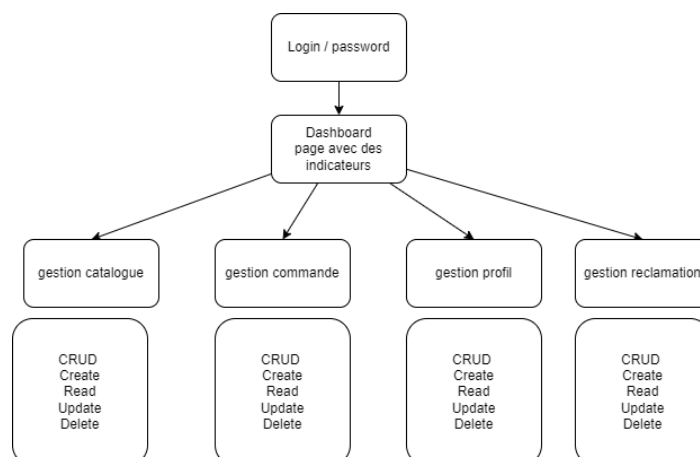 Login / password
Dashboard
page avec des
indicateurs
gestion catalogue
gestion commande
gestion profil
gestion reclamation
CRUD
Create
Read
Update
Delete
CRUD
Create
Read
Update
Delete
CRUD
Create
Read
Update
Delete
CRUD
Create
Read
Update
Delete